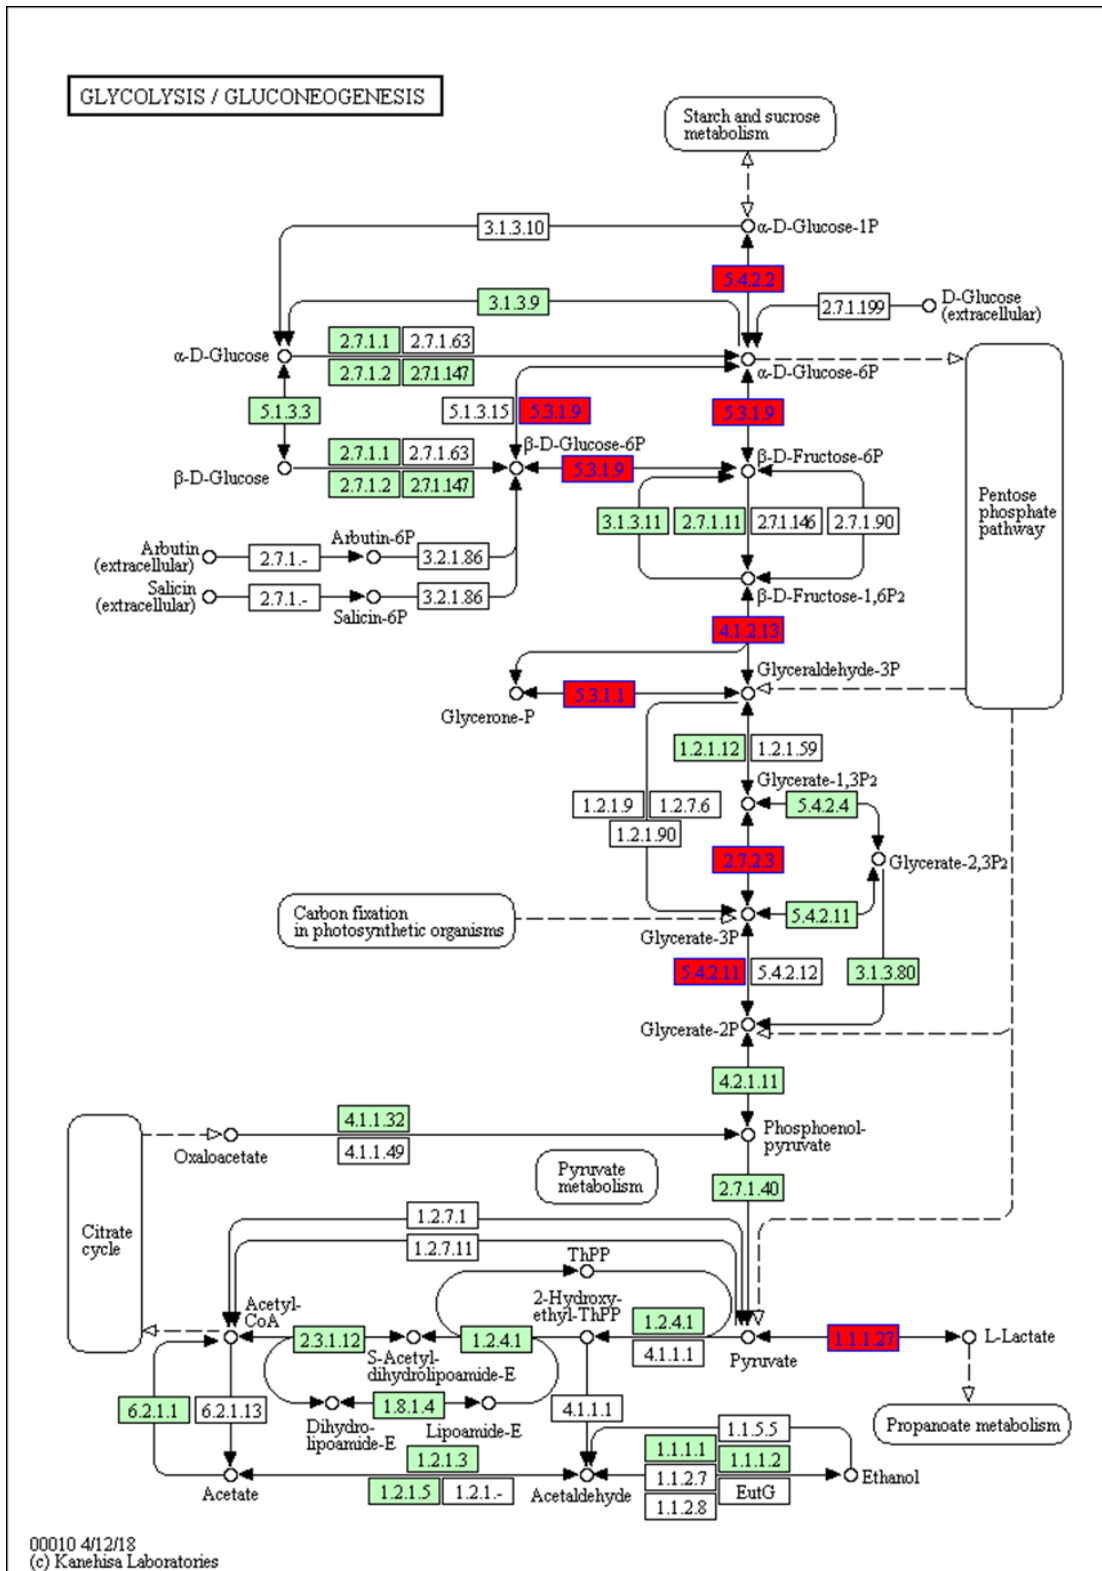 GLYCOLYSIS / GLUCONEOGENESIS
Starch and sucrose
metabolism
3.1.3.10
α-D-Glucose-1P
5.4.2.2
3.1.3.9
2.7.1.199
D-Glucose
(extracellular)
α-D-Glucose
2.7.1.1
2.7.1.63
2.7.1.2
2.7.1.147
α-D-Glucose-6P
5.1.3.3
5.1.3.15
5.3.1.9
5.3.1.9
β-D-Glucose-6P
β-D-Glucose
2.7.1.1
2.7.1.63
2.7.1.2
2.7.1.147
5.3.1.9
β-D-Fructose-6P
Pentose
phosphate
pathway
3.1.3.11
2.7.1.11
2.7.1.146
2.7.1.90
Arbutin
(extracellular)
2.7.1.-
Arbutin-6P
3.2.1.86
Salicin
(extracellular)
2.7.1.-
Salicin-6P
3.2.1.86
β-D-Fructose-1,6P2
4.1.2.13
Glyceraldehyde-3P
5.3.1.1
Glycerone-P
1.2.1.12
1.2.1.59
Glycerate-1,3P2
1.2.1.9
1.2.7.6
1.2.1.90
5.4.2.4
2.7.2.3
Glycerate-2,3P2
Carbon fixation
in photosynthetic organisms
5.4.2.11
Glycerate-3P
5.4.2.11
5.4.2.12
3.1.3.80
Glycerate-2P
4.2.1.11
4.1.1.32
4.1.1.49
Oxaloacetate
Phosphoenol-
pyruvate
Pyruvate
metabolism
2.7.1.40
Citrate
cycle
1.2.7.1
1.2.7.11
ThPP
Acetyl-
CoA
2-Hydroxy-
ethyl-ThPP
2.3.1.12
S-Acetyl-
dihydrolipoamide-E
1.2.4.1
1.2.4.1
4.1.1.1
Pyruvate
1.1.1.27
L-Lactate
6.2.1.1
6.2.1.13
Dihydro-
lipoamide-E
1.8.1.4
Lipoamide-E
4.1.1.1
Propanoate metabolism
1.1.5.5
1.2.1.3
1.1.1.1
1.1.1.2
Acetate
1.2.1.5
1.2.1.-
Acetaldehyde
1.1.2.7
EutG
1.1.2.8
Ethanol
00010 4/12/18
(c) Kanehisa Laboratories